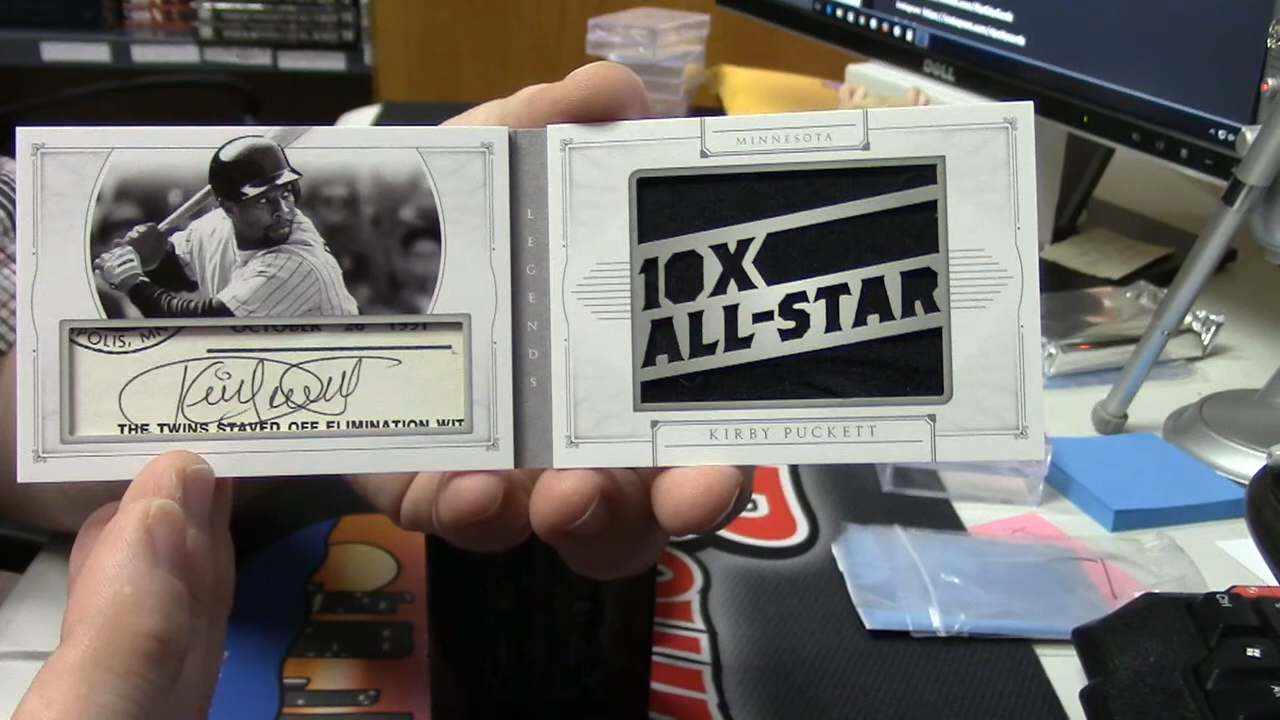 POLIS, MN
OCTOBER 26 1991
THE TWINS STAVED OFF ELIMINATION WIT
LEGENDS
MINNESOTA
10X
ALL-STAR
KIRBY PUCKETT
DELL